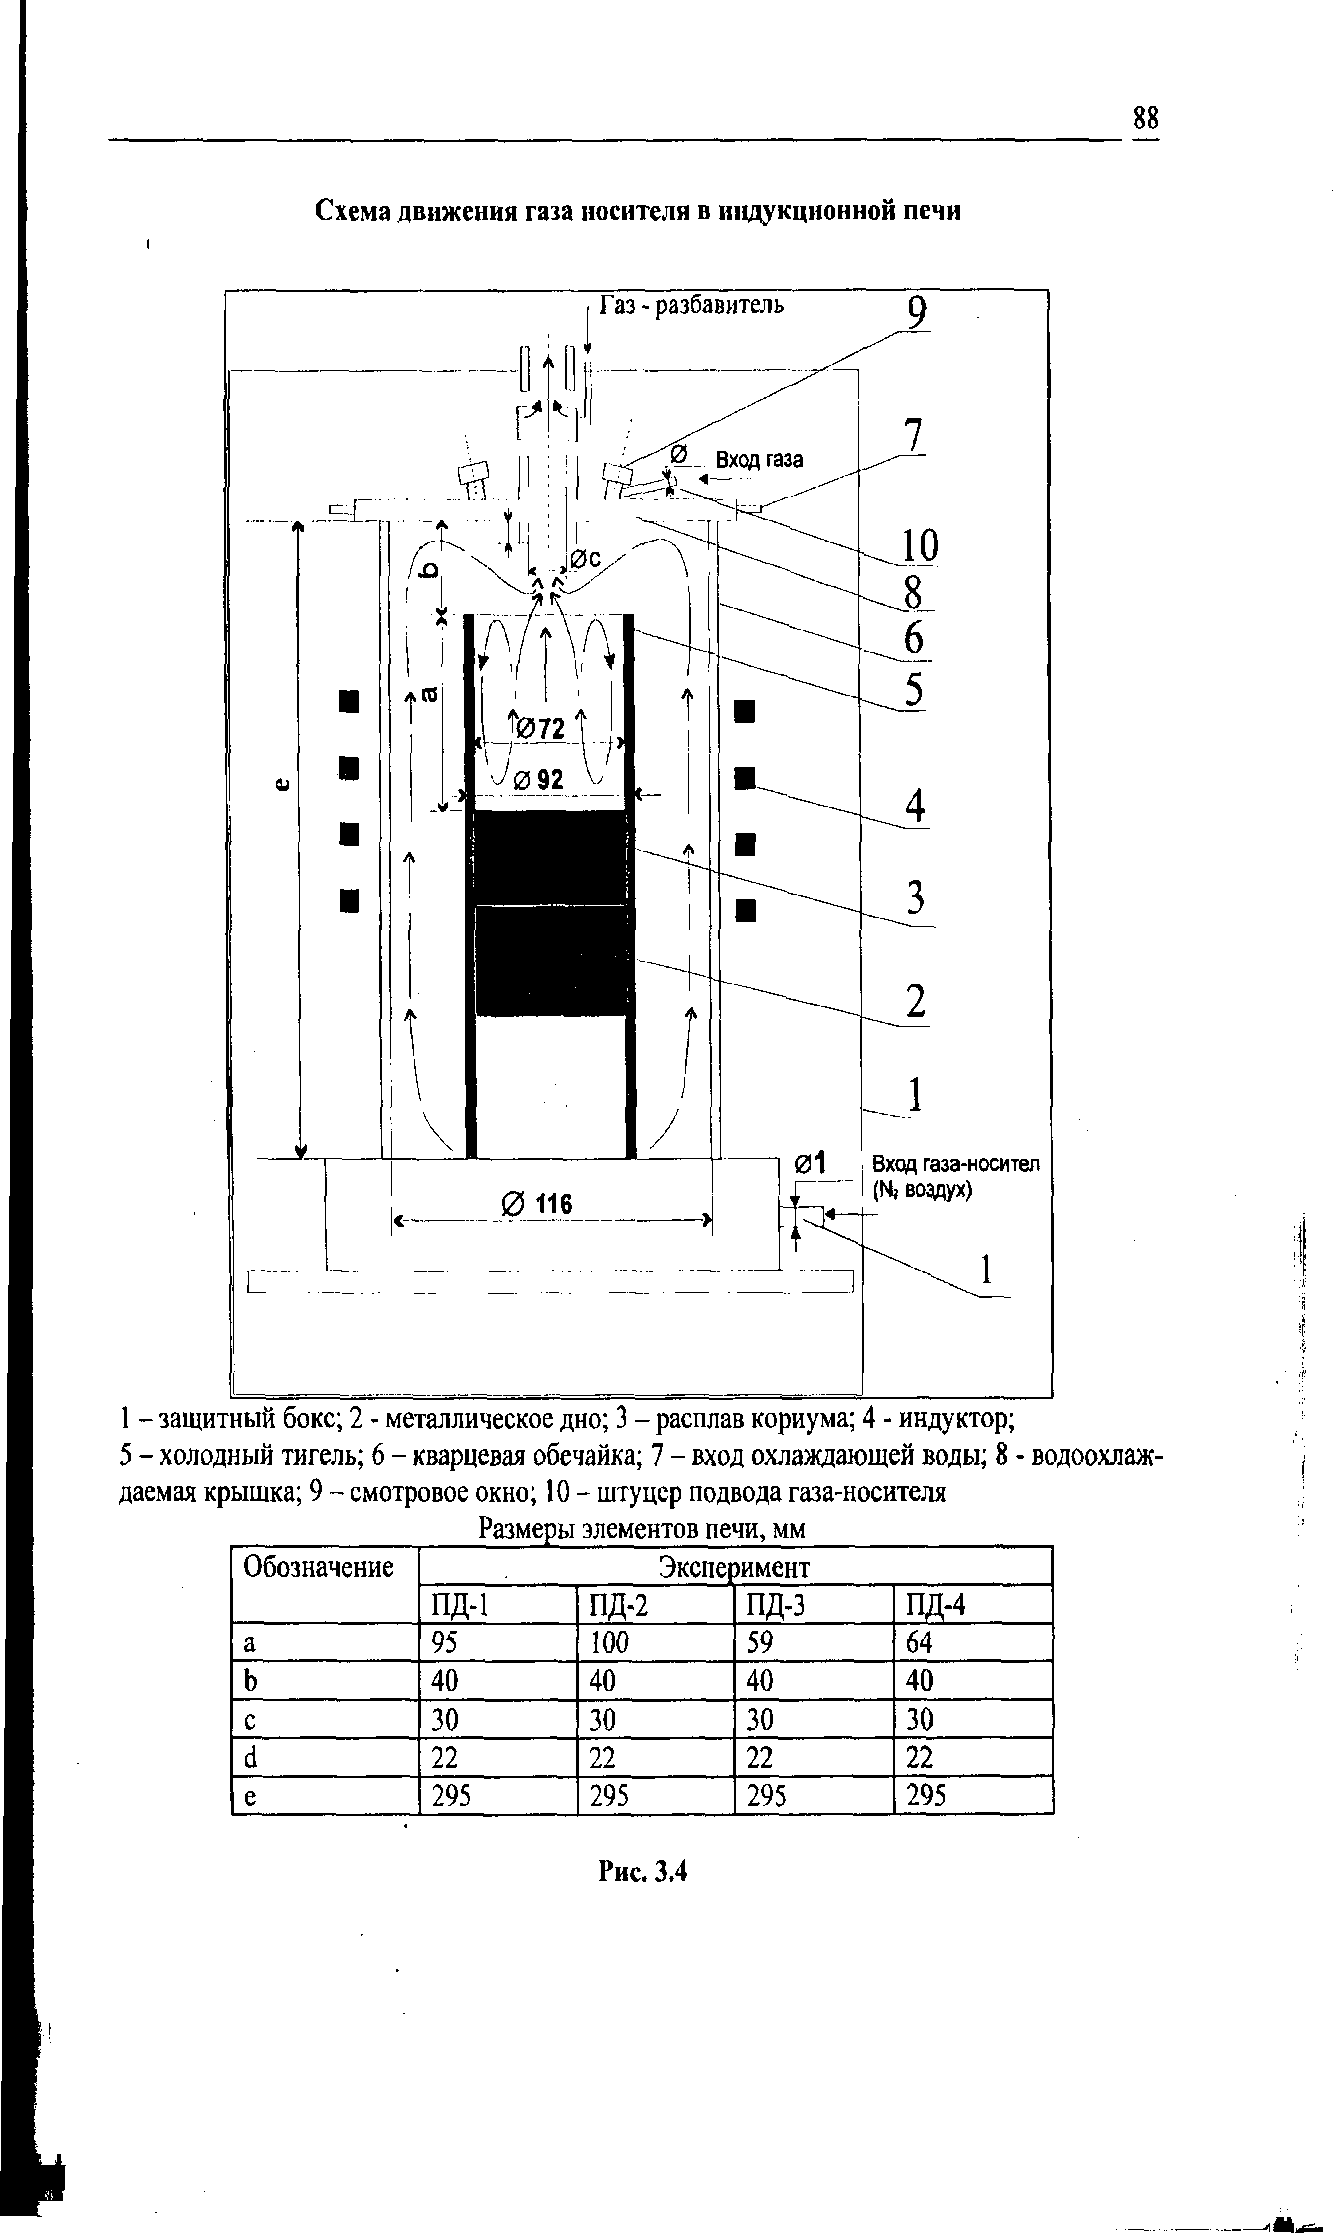 88
Схема движения газа носителя в индукционной печи
Газ - разбавитель
9
7
Ø
Вход газа
10
Øc
b
8
6
5
a
Ø72
e
Ø 92
4
3
2
1
Ø1
Вход газа-носител
(N₂ воздух)
Ø 116
1
1 – защитный бокс; 2 - металлическое дно; 3 – расплав кориума; 4 - индуктор;
5 – холодный тигель; 6 – кварцевая обечайка; 7 – вход охлаждающей воды; 8 - водоохлаж-
даемая крышка; 9 – смотровое окно; 10 – штуцер подвода газа-носителя
Размеры элементов печи, мм
Обозначение Эксперимент
ПД-1 ПД-2 ПД-3 ПД-4
a 95 100 59 64
b 40 40 40 40
c 30 30 30 30
d 22 22 22 22
e 295 295 295 295
Рис. 3.4